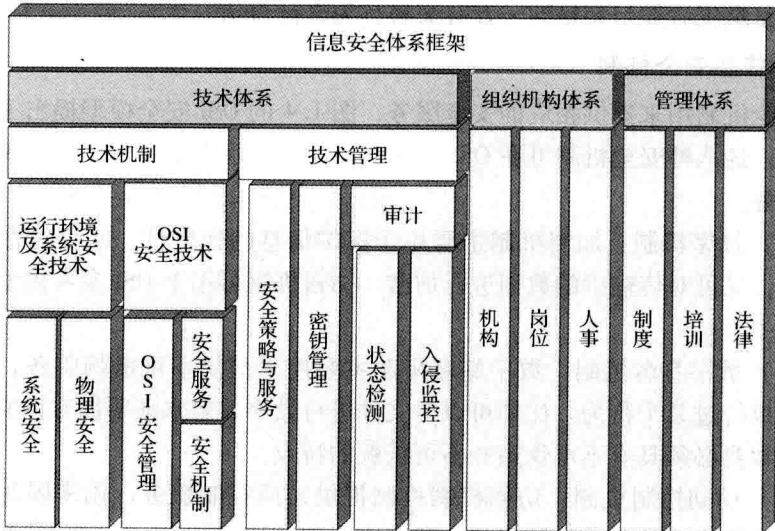 信息安全体系框架
技术体系
组织机构体系
管理体系
技术机制
技术管理
运行环境
及系统安
全技术
OSI
安全技术
审计
系统安全
物理安全
OSI安全管理
安全服务
安全机制
安全策略与服务
密钥管理
状态检测
入侵监控
机构
岗位
人事
制度
培训
法律